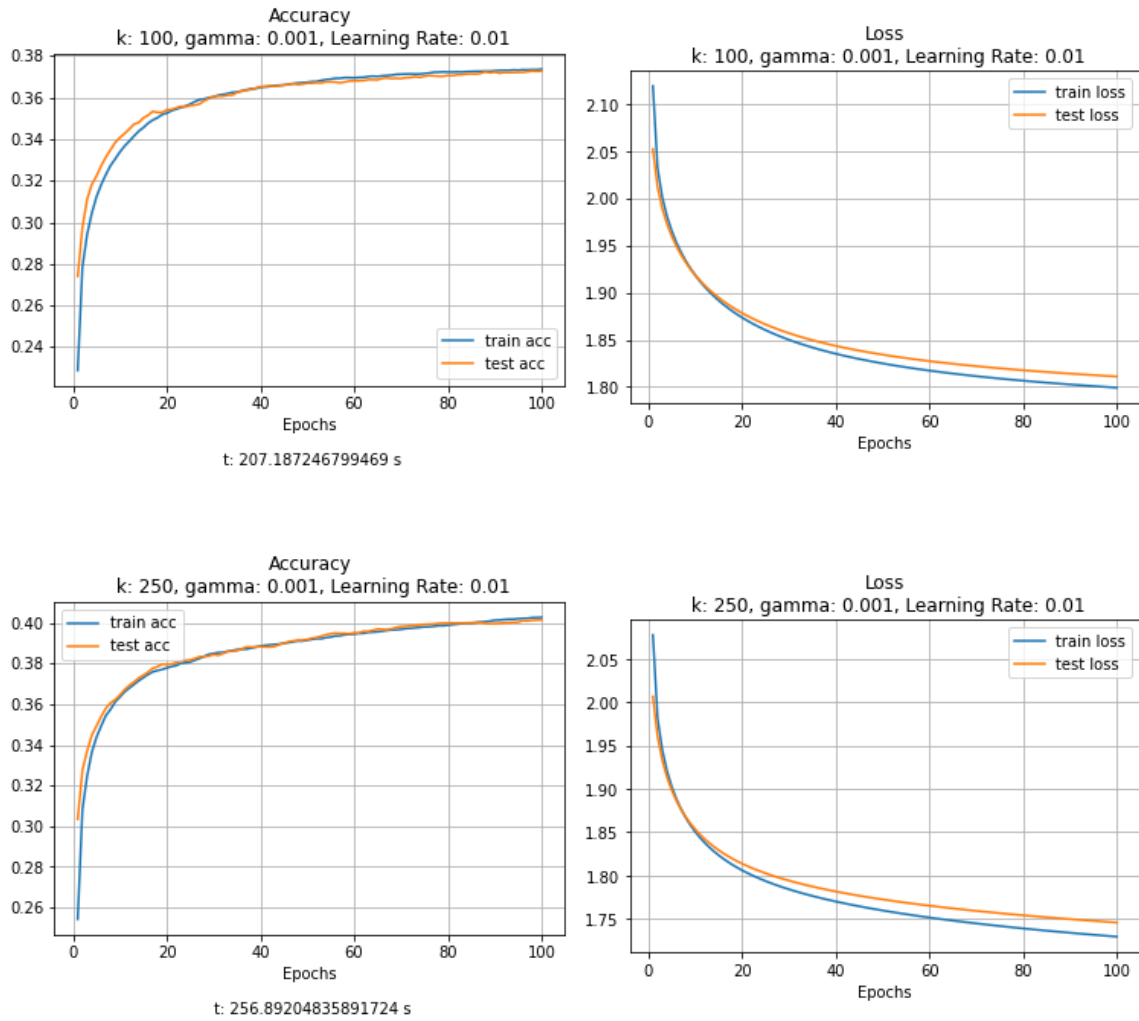 Accuracy
k: 100, gamma: 0.001, Learning Rate: 0.01
0.38
0.36
0.34
0.32
0.30
0.28
0.26
0.24
train acc
test acc
0
20
40
60
80
100
Epochs
t: 207.187246799469 s
Loss
k: 100, gamma: 0.001, Learning Rate: 0.01
train loss
test loss
2.10
2.05
2.00
1.95
1.90
1.85
1.80
0
20
40
60
80
100
Epochs
Accuracy
k: 250, gamma: 0.001, Learning Rate: 0.01
train acc
test acc
0.40
0.38
0.36
0.34
0.32
0.30
0.28
0.26
0
20
40
60
80
100
Epochs
t: 256.89204835891724 s
Loss
k: 250, gamma: 0.001, Learning Rate: 0.01
train loss
test loss
2.05
2.00
1.95
1.90
1.85
1.80
1.75
0
20
40
60
80
100
Epochs